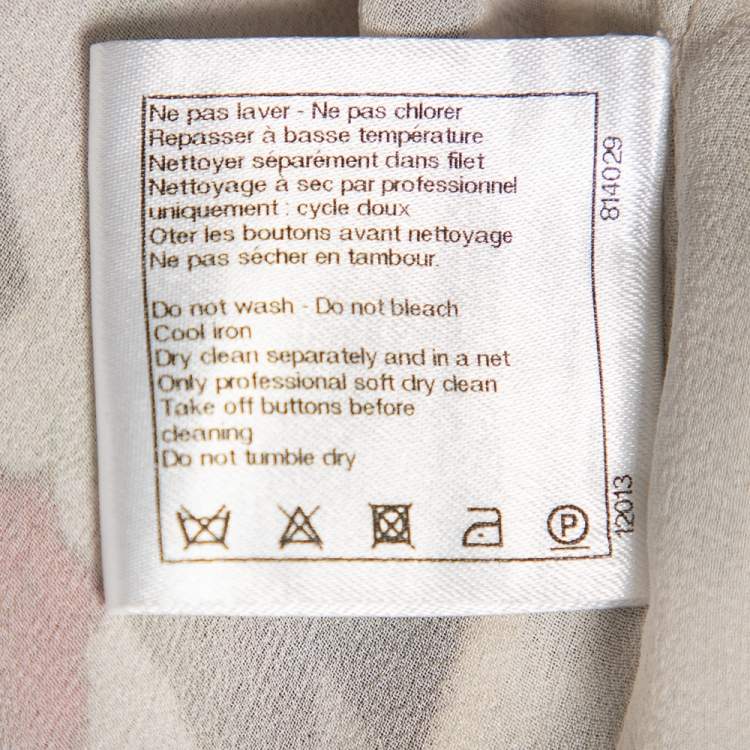 Ne pas laver - Ne pas chlorer
Repasser à basse température
Nettoyer séparément dans filet
Nettoyage à sec par professionnel
uniquement : cycle doux
Oter les boutons avant nettoyage
Ne pas sécher en tambour.
Do not wash - Do not bleach
Cool iron
Dry clean separately and in a net
Only professional soft dry clean
Take off buttons before
cleaning
Do not tumble dry
P
814029
12013